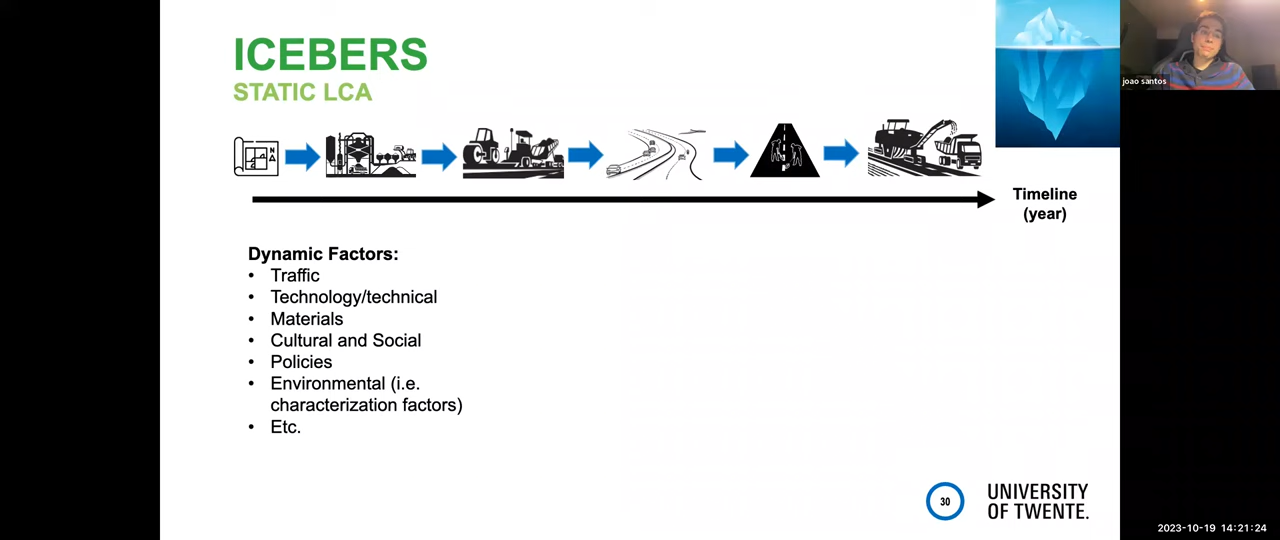 ICEBERS
STATIC LCA
joao santos
N
Timeline
(year)
Dynamic Factors:
• Traffic
• Technology/technical
• Materials
• Cultural and Social
• Policies
• Environmental (i.e.
characterization factors)
• Etc.
30
UNIVERSITY
OF TWENTE.
2023-10-19 14:21:24